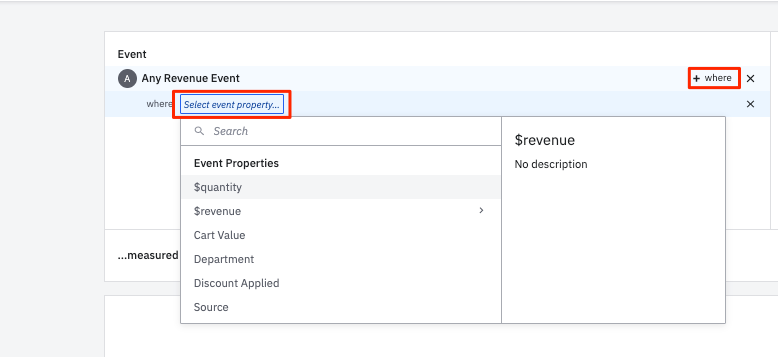 Event
A Any Revenue Event + where ×
where Select event property... ×
Search
Event Properties
$quantity
$revenue
Cart Value
Department
Discount Applied
Source
$revenue
No description
...measured